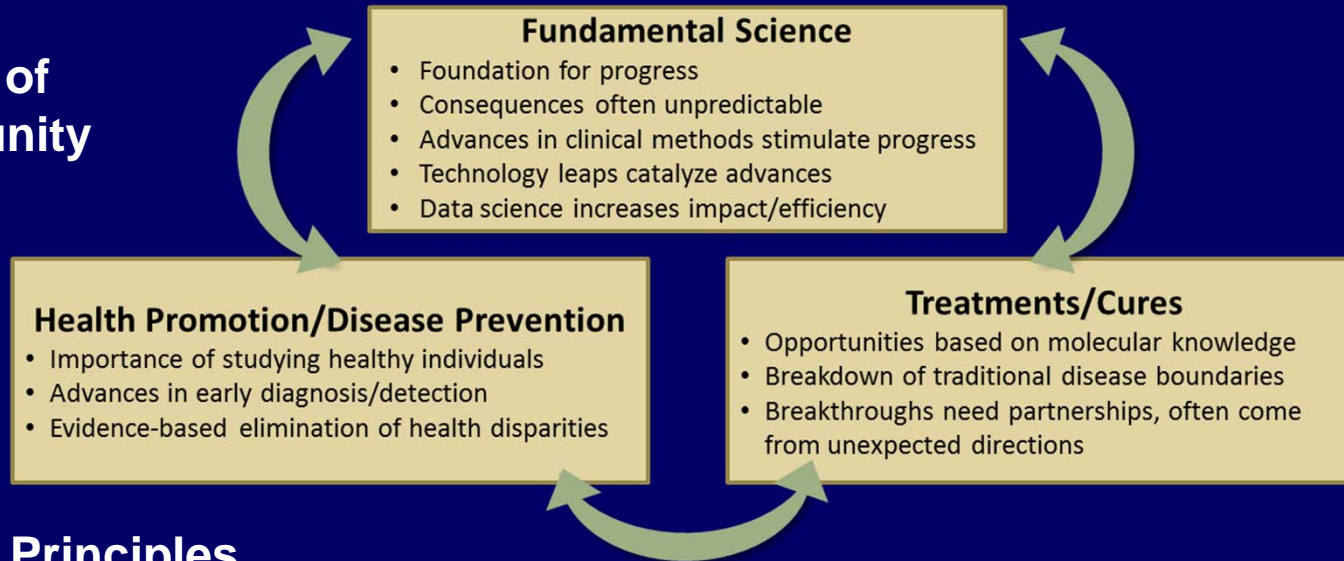 of
unity
Fundamental Science
• Foundation for progress
• Consequences often unpredictable
• Advances in clinical methods stimulate progress
• Technology leaps catalyze advances
• Data science increases impact/efficiency
Health Promotion/Disease Prevention
• Importance of studying healthy individuals
• Advances in early diagnosis/detection
• Evidence-based elimination of health disparities
Treatments/Cures
• Opportunities based on molecular knowledge
• Breakdown of traditional disease boundaries
• Breakthroughs need partnerships, often come
from unexpected directions
Principles